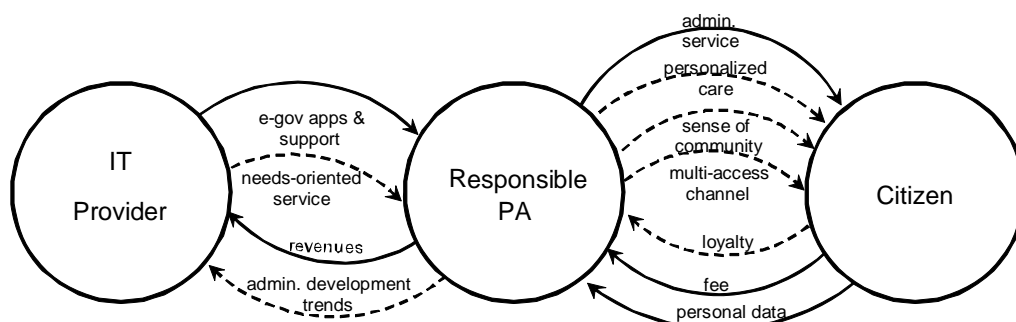 admin.
service
personalized
care
e-gov apps &
support
sense of
community
IT
Provider
needs-oriented
service
Responsible
PA
multi-access
channel
Citizen
revenues
loyalty
admin. development
trends
fee
personal data